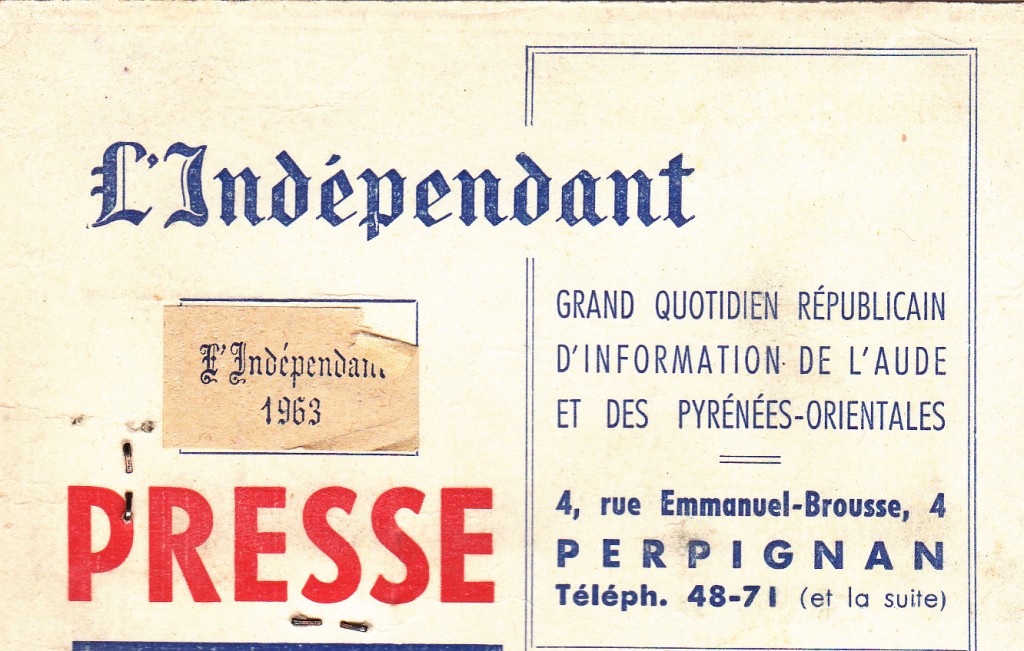 L'Indépendant
L'Indépendant
1963
PRESSE
GRAND QUOTIDIEN RÉPUBLICAIN
D'INFORMATION DE L'AUDE
ET DES PYRÉNÉES-ORIENTALES
4, rue Emmanuel-Brousse, 4
PERPIGNAN
Téléph. 48-71 (et la suite)